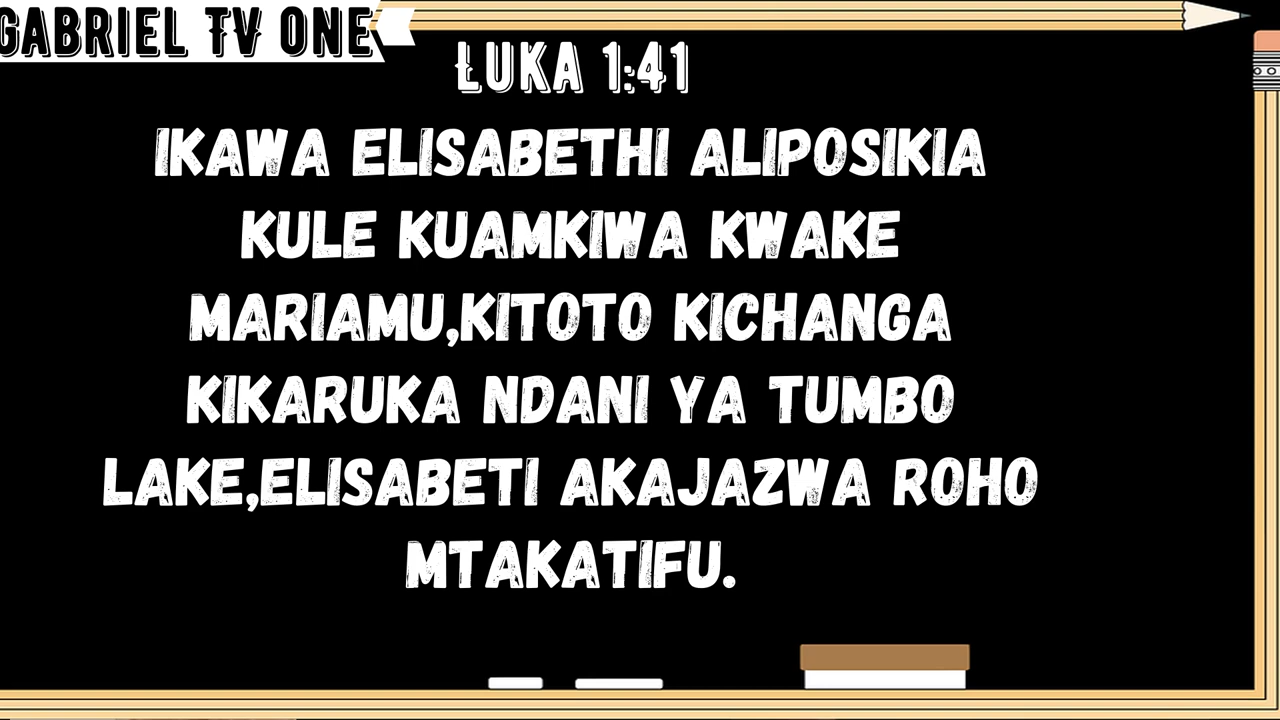 GABRIEL TV ONE
LUKA 1:41
IKAWA ELISABETHI ALIPOSIKIA
KULE KUAMKIWA KWAKE
MARIAMU,KITOTO KICHANGA
KIKARUKA NDANI YA TUMBO
LAKE,ELISABETI AKAJAZWA ROHO
MTAKATIFU.